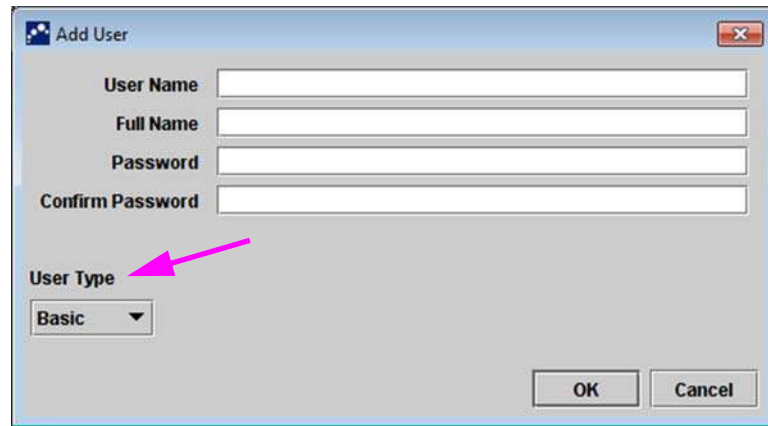 Add User
User Name
Full Name
Password
Confirm Password
User Type
Basic
OK Cancel